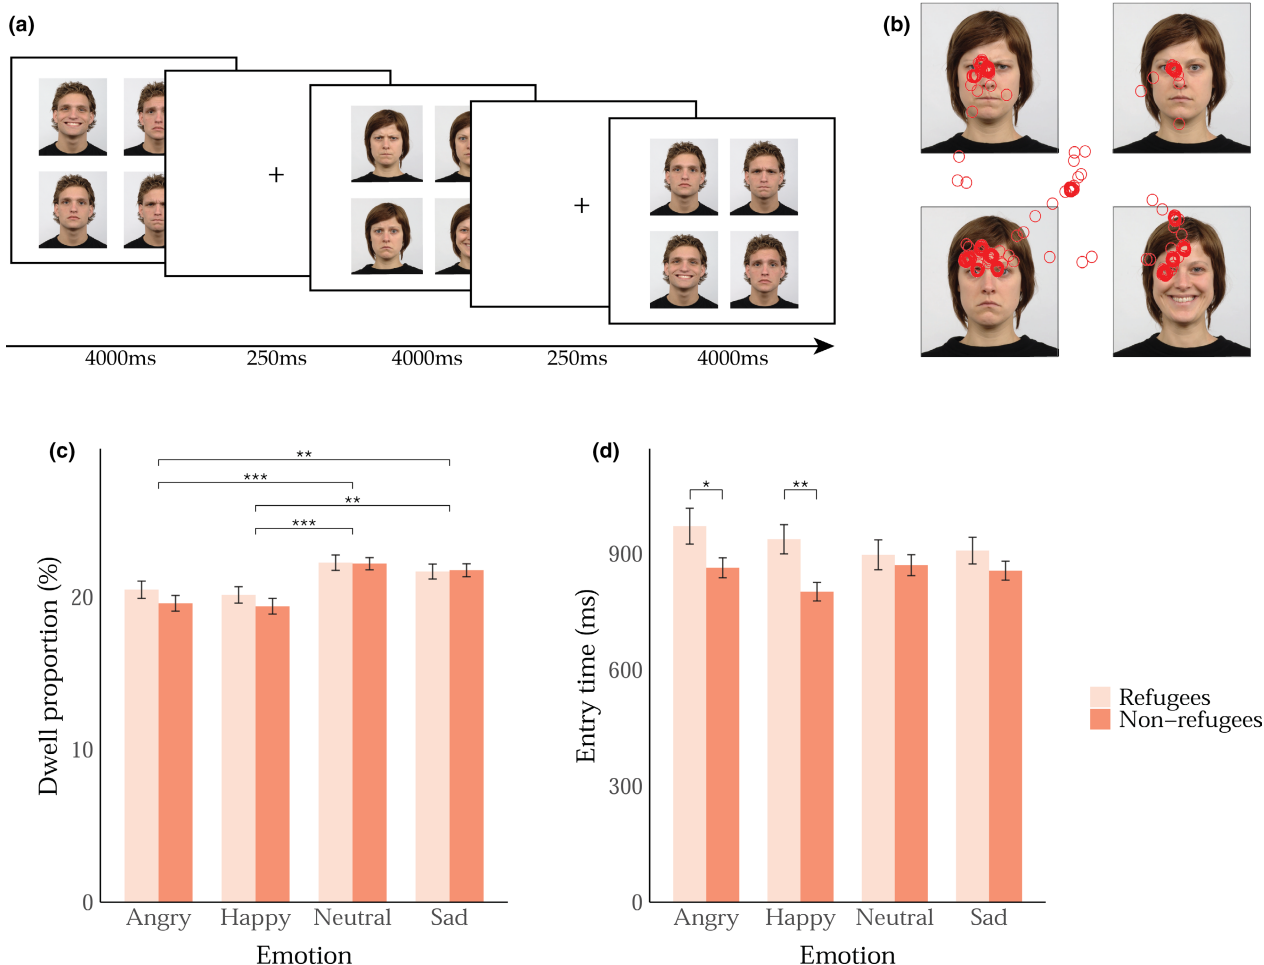 (a)
+
+
4000ms 250ms 4000ms 250ms 4000ms
(b)
(c)
**
***
**
***
Dwell proportion (%)
20
10
0
Angry Happy Neutral Sad
Emotion
(d)
* **
Entry time (ms)
900
600
300
0
Angry Happy Neutral Sad
Emotion
Refugees
Non–refugees